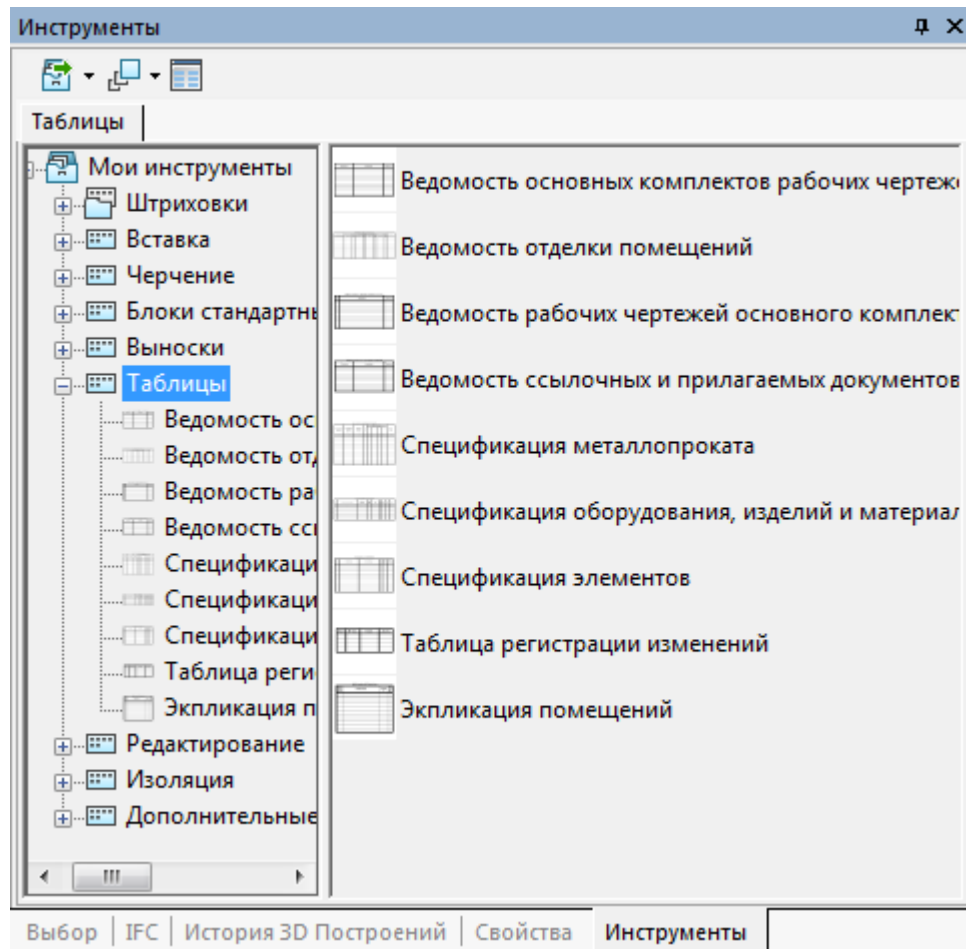 Инструменты
Таблицы
Мои инструменты
Штриховки
Вставка
Черчение
Блоки стандартны
Выноски
Таблицы
Ведомость ос
Ведомость отд
Ведомость ра
Ведомость ссы
Спецификаци
Спецификаци
Спецификаци
Таблица реги
Экпликация п
Редактирование
Изоляция
Дополнительные
Ведомость основных комплектов рабочих чертеж
Ведомость отделки помещений
Ведомость рабочих чертежей основного комплект
Ведомость ссылочных и прилагаемых документов
Спецификация металлопроката
Спецификация оборудования, изделий и материал
Спецификация элементов
Таблица регистрации изменений
Экпликация помещений
Выбор | IFC | История 3D Построений | Свойства Инструменты